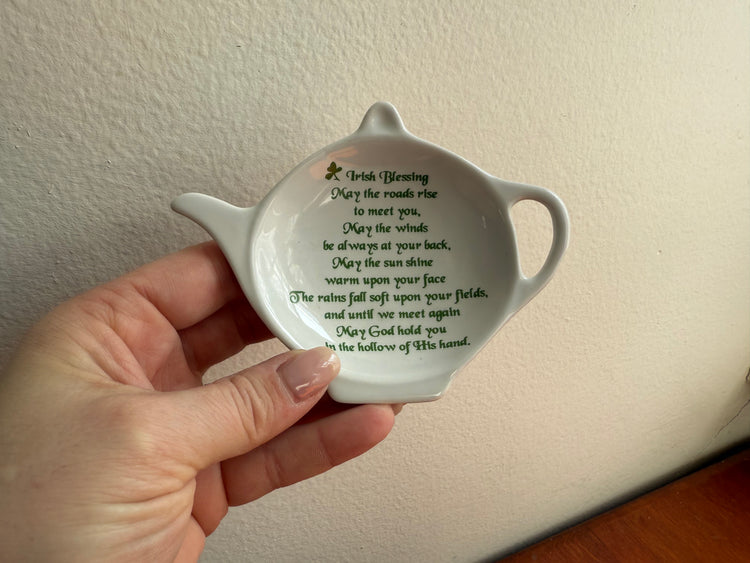 Irish Blessing
May the roads rise
to meet you,
May the winds
be always at your back,
May the sun shine
warm upon your face
The rains fall soft upon your fields,
and until we meet again
May God hold you
in the hollow of His hand.